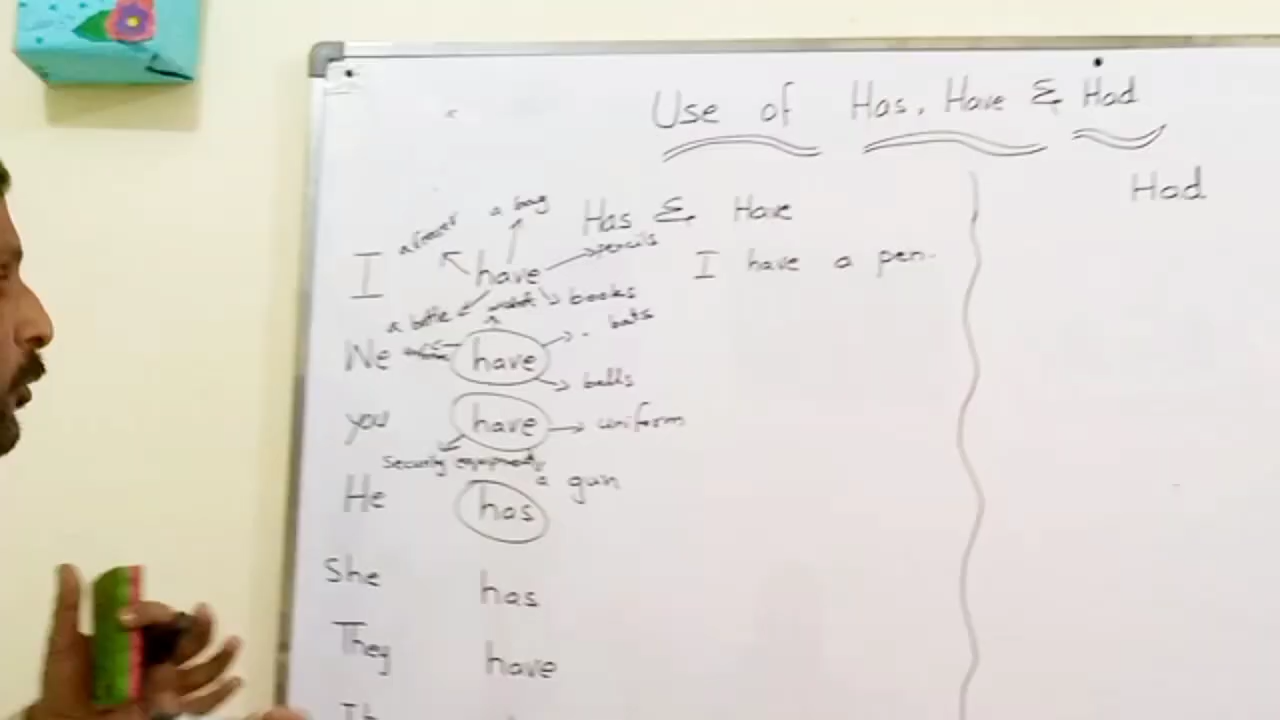 Use of Has, Have & Had
Has & Have
Had
a bag
pencils
I have
I have a pen.
a bottle
books
We have
bats
balls
you have
uniform
Security equipments
a gun
He has
She has
They have